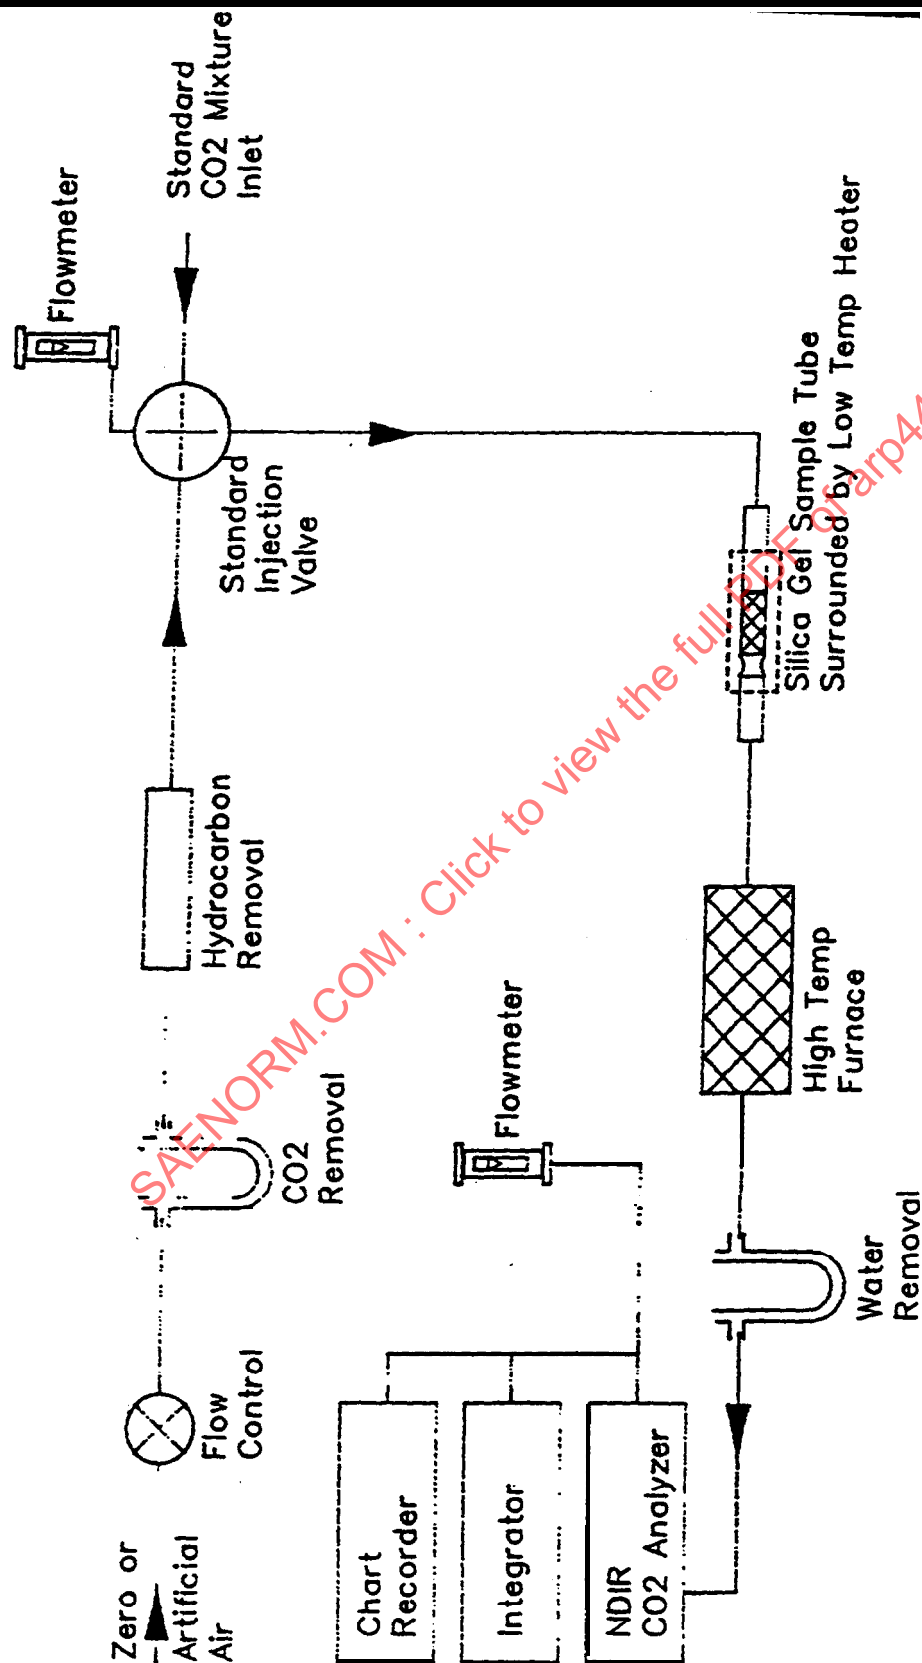 Zero or
Artificial
Air
Flow
Control
CO2
Removal
Hydrocarbon
Removal
Standard
Injection
Valve
Flowmeter
Standard
CO2 Mixture
Inlet
Silica Gel Sample Tube
Surrounded by Low Temp Heater
High Temp
Furnace
Water
Removal
NDIR
CO2 Analyzer
Integrator
Chart
Recorder
Flowmeter
SAENORM.COM : Click to view the full PDF of arp44